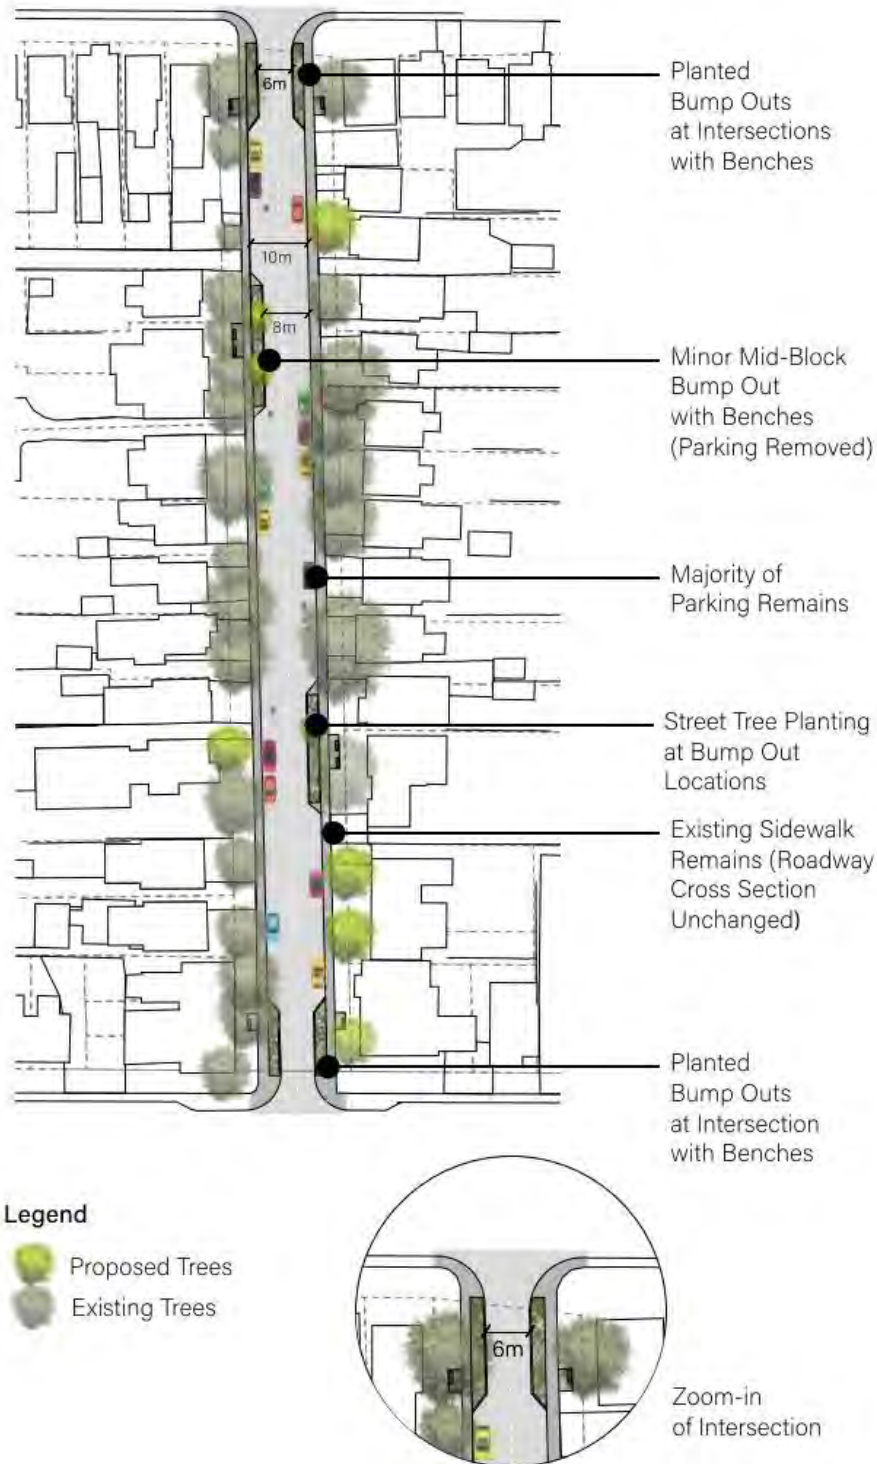 6m
Planted
Bump Outs
at Intersections
with Benches
10m
8m
Minor Mid-Block
Bump Out
with Benches
(Parking Removed)
Majority of
Parking Remains
Street Tree Planting
at Bump Out
Locations
Existing Sidewalk
Remains (Roadway
Cross Section
Unchanged)
Planted
Bump Outs
at Intersection
with Benches
Legend
Proposed Trees
Existing Trees
6m
Zoom-in
of Intersection